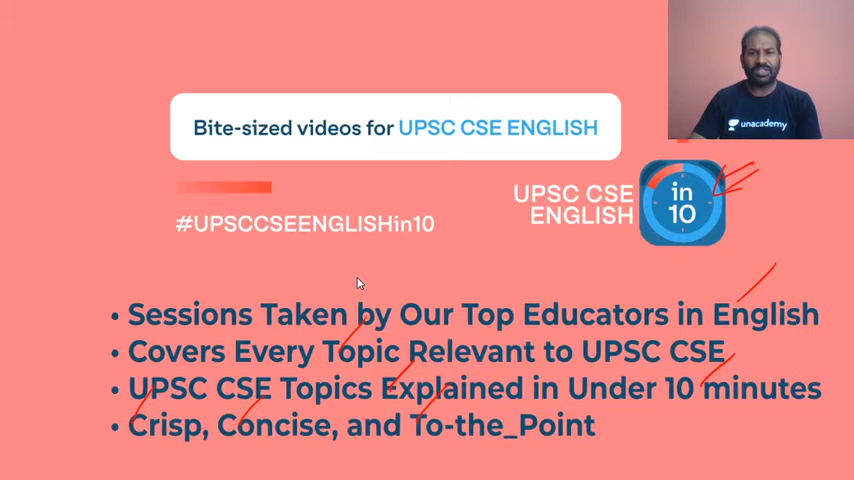 unacademy
Bite-sized videos for UPSC CSE ENGLISH
UPSC CSE
ENGLISH
in
10
#UPSCCSEENGLISHin10
• Sessions Taken by Our Top Educators in English
• Covers Every Topic Relevant to UPSC CSE
• UPSC CSE Topics Explained in Under 10 minutes
• Crisp, Concise, and To-the_Point